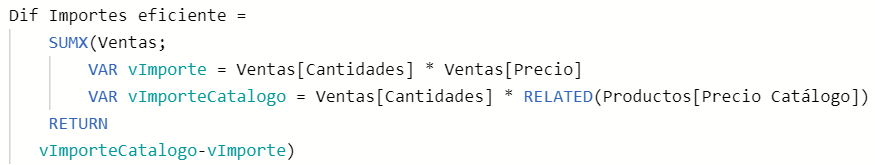 Dif Importes eficiente =
SUMX(Ventas;
VAR vImporte = Ventas[Cantidades] * Ventas[Precio]
VAR vImporteCatalogo = Ventas[Cantidades] * RELATED(Productos[Precio Catálogo])
RETURN
vImporteCatalogo-vImporte)